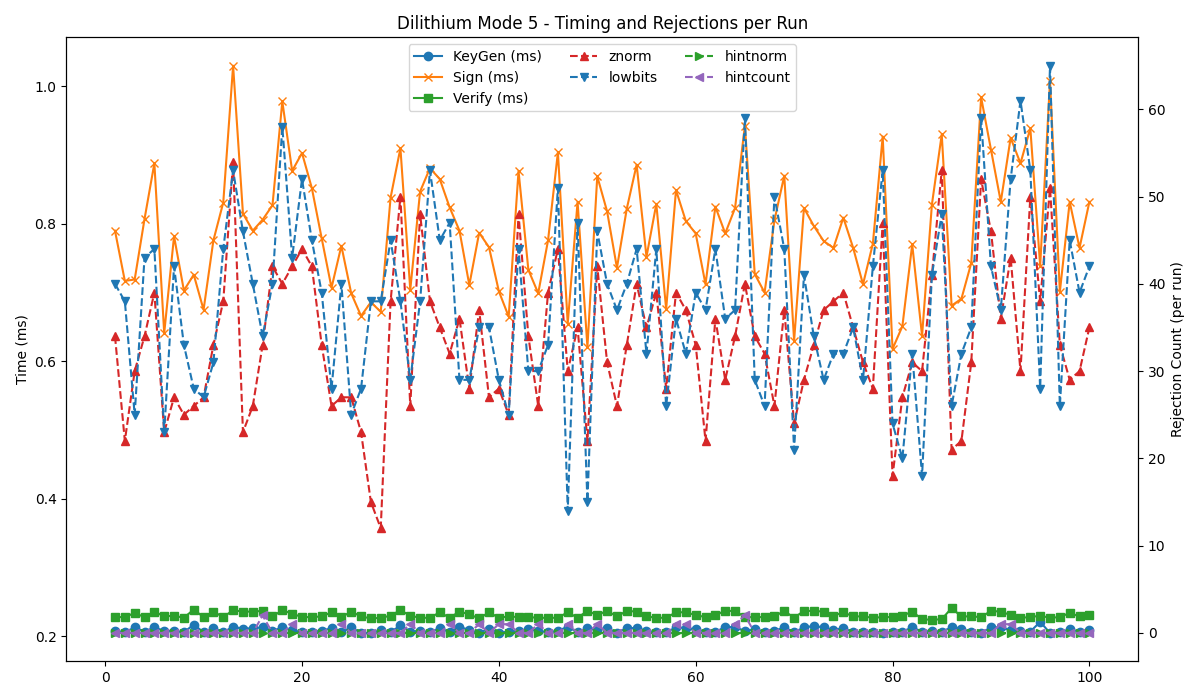 Dilithium Mode 5 - Timing and Rejections per Run
KeyGen (ms)
Sign (ms)
Verify (ms)
znorm
lowbits
hintnorm
hintcount
Time (ms)
1.0
0.8
0.6
0.4
0.2
Rejection Count (per run)
60
50
40
30
20
10
0
0
20
40
60
80
100